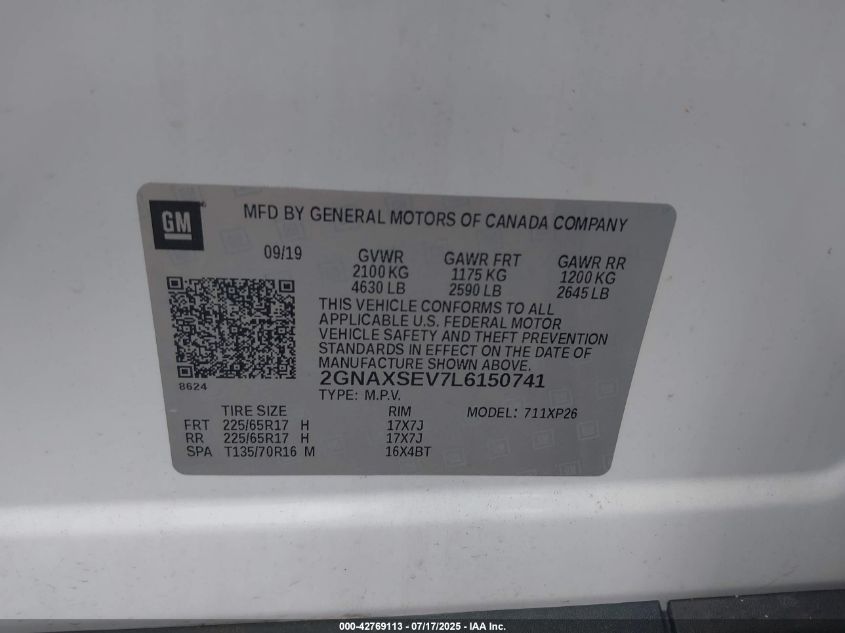 GM
MFD BY GENERAL MOTORS OF CANADA COMPANY
09/19 GVWR GAWR FRT GAWR RR
2100 KG 1175 KG 1200 KG
4630 LB 2590 LB 2645 LB
THIS VEHICLE CONFORMS TO ALL
APPLICABLE U.S. FEDERAL MOTOR
VEHICLE SAFETY AND THEFT PREVENTION
STANDARDS IN EFFECT ON THE DATE OF
MANUFACTURE SHOWN ABOVE.
8624 2GNAXSEV7L6150741
TYPE: M.P.V.
TIRE SIZE RIM MODEL: 711XP26
FRT 225/65R17 H 17X7J
RR 225/65R17 H 17X7J
SPA T135/70R16 M 16X4BT
000-42769113 - 07/17/2025 - IAA Inc.